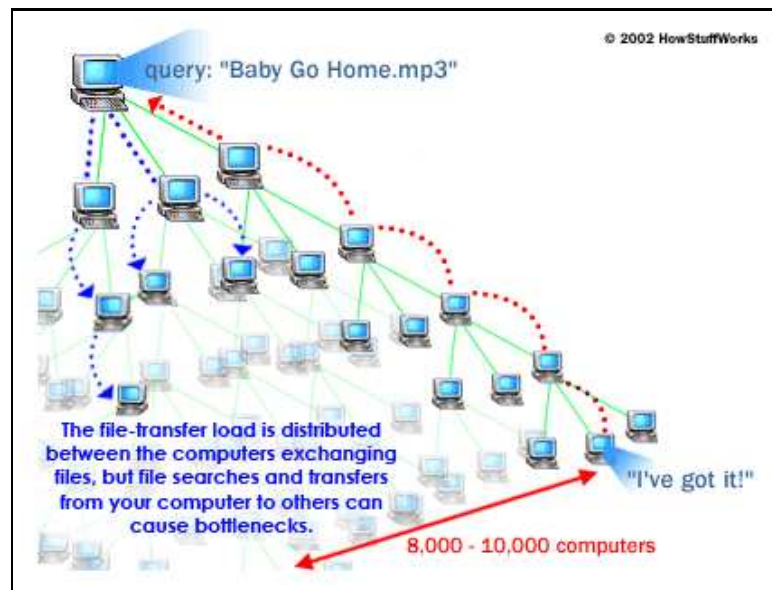 © 2002 HowStuffWorks
query: "Baby Go Home.mp3"
The file-transfer load is distributed
between the computers exchanging
files, but file searches and transfers
from your computer to others can
cause bottlenecks.
"I've got it!"
8,000 - 10,000 computers